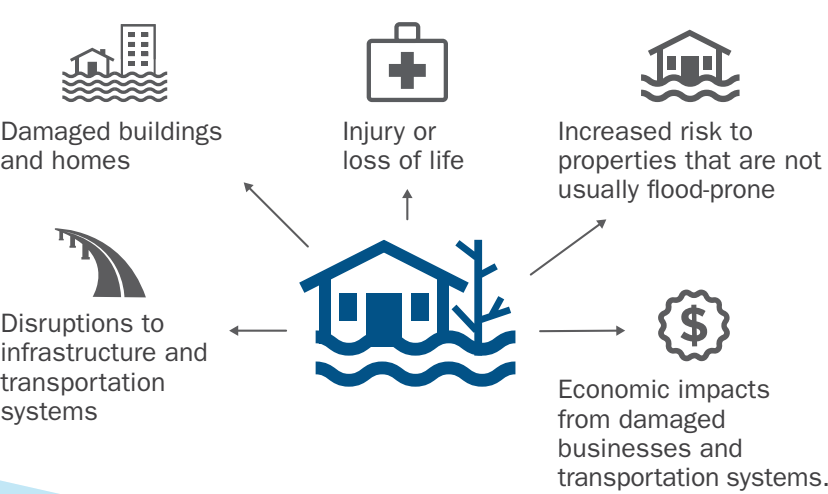 Damaged buildings
and homes
Injury or
loss of life
Increased risk to
properties that are not
usually flood-prone
Disruptions to
infrastructure and
transportation
systems
$
Economic impacts
from damaged
businesses and
transportation systems.